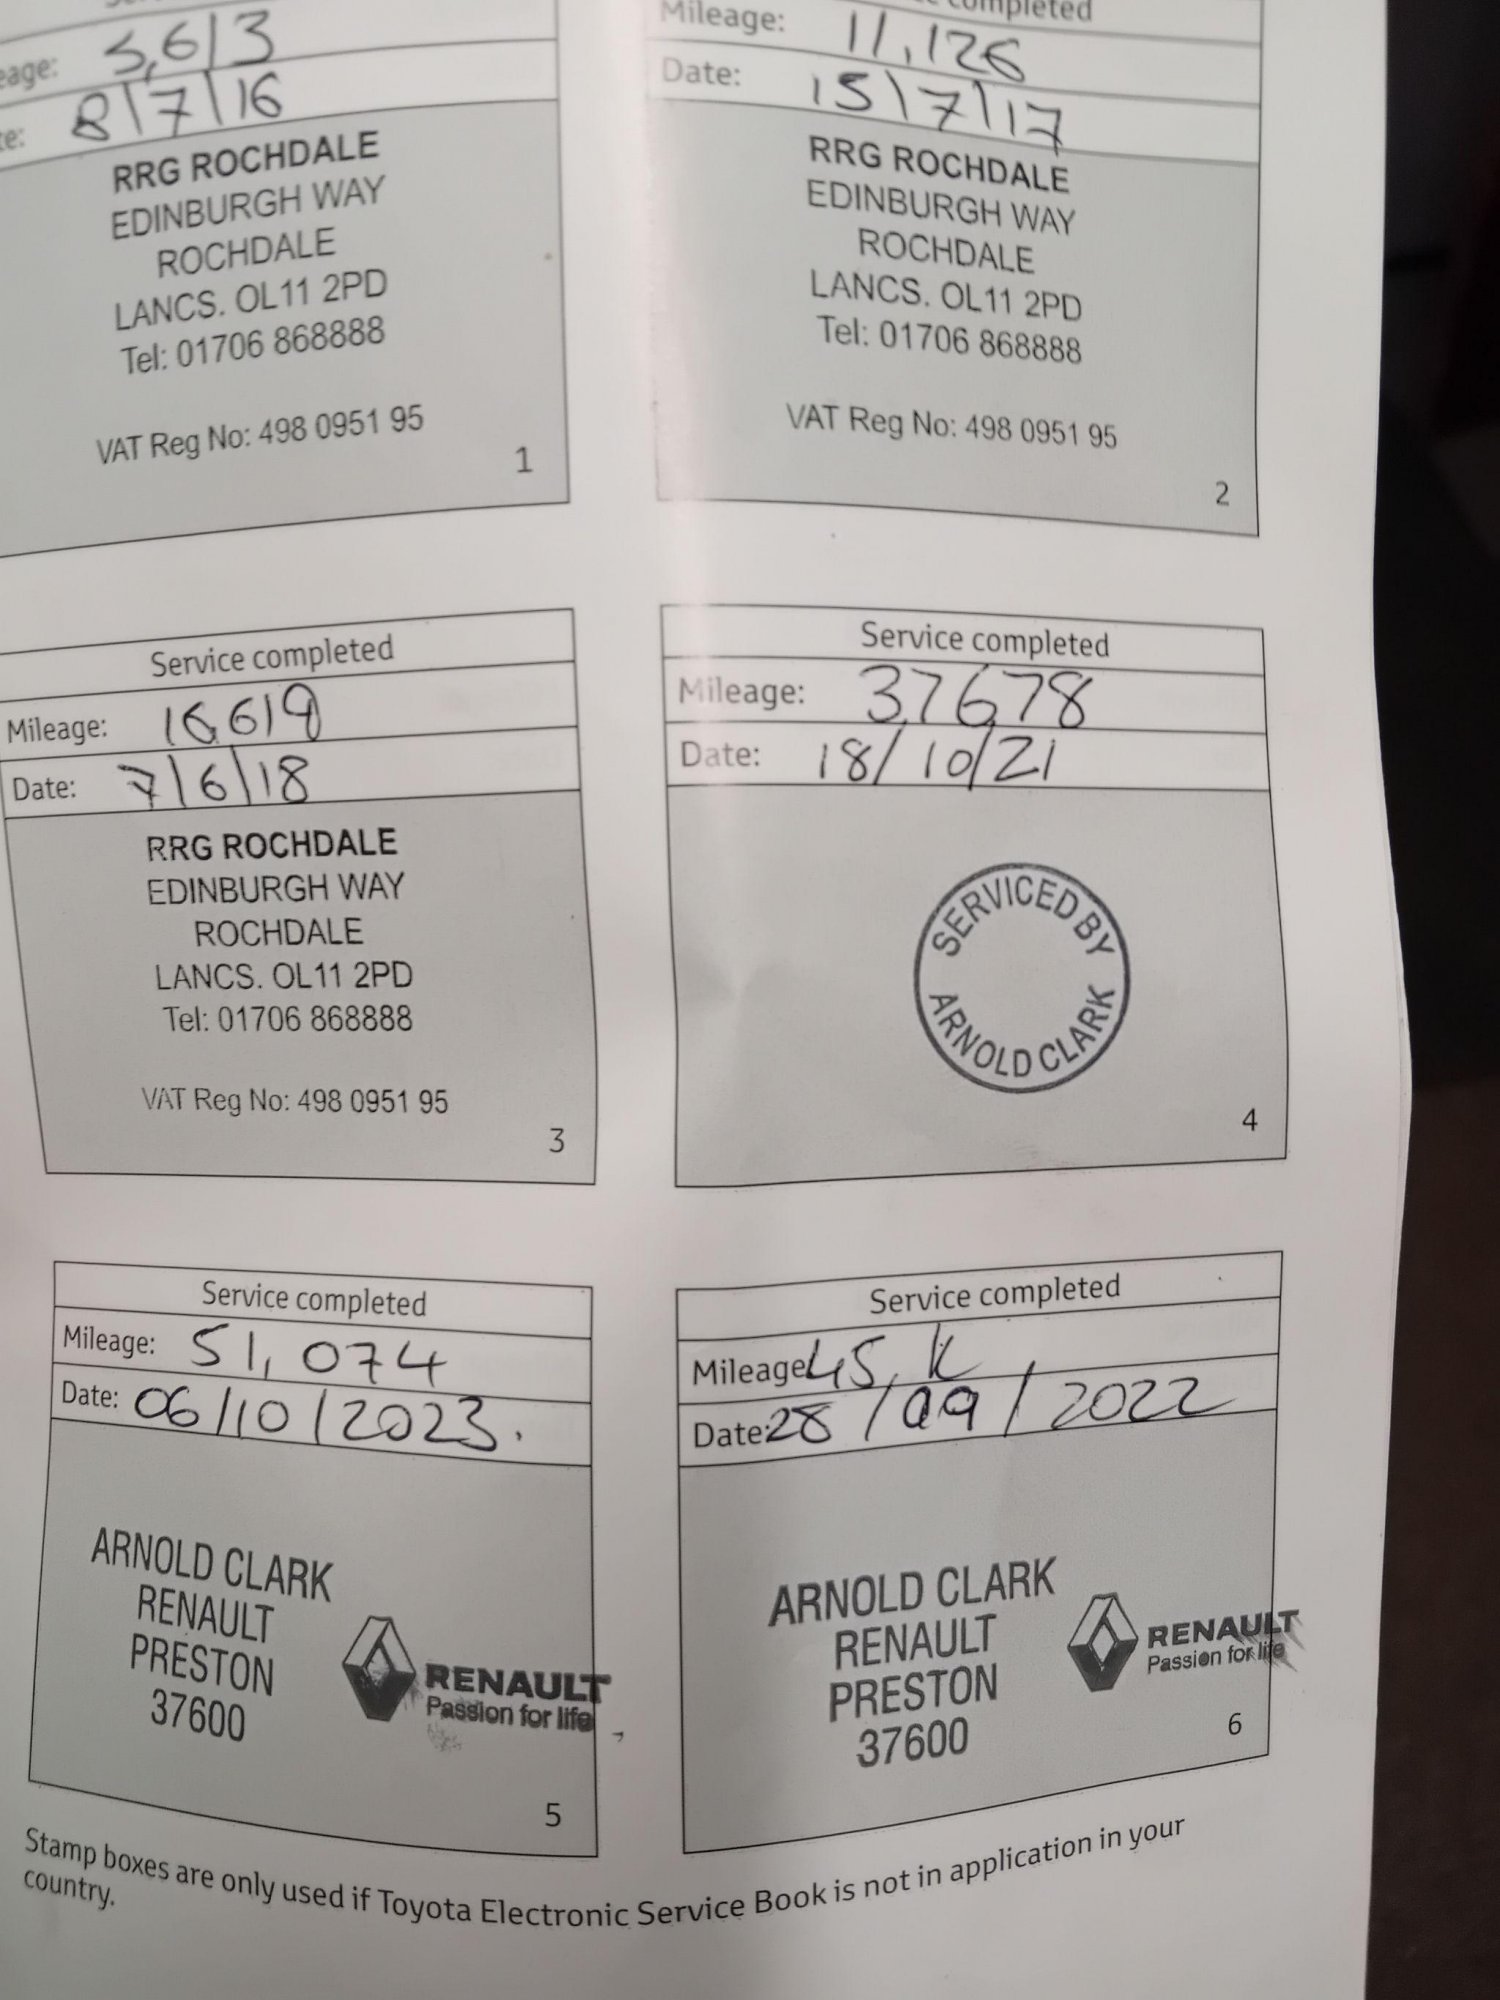 Mileage: 11,126
Date: 15/7/17
RRG ROCHDALE
EDINBURGH WAY
ROCHDALE
LANCS. OL11 2PD
Tel: 01706 868888
VAT Reg No: 498 0951 95
2
eage: 5,613
te: 8/7/16
RRG ROCHDALE
EDINBURGH WAY
ROCHDALE
LANCS. OL11 2PD
Tel: 01706 868888
VAT Reg No: 498 0951 95
1
Service completed
Mileage: 16,619
Date: 7/6/18
RRG ROCHDALE
EDINBURGH WAY
ROCHDALE
LANCS. OL11 2PD
Tel: 01706 868888
VAT Reg No: 498 0951 95
3
Service completed
Mileage: 37,678
Date: 18/10/21
SERVICED BY
ARNOLD CLARK
4
Service completed
Mileage: 51,074
Date: 06/10/2023.
ARNOLD CLARK
RENAULT
PRESTON
37600
RENAULT
Passion for life
5
Service completed
Mileage: 45, K
Date: 28/09/2022
ARNOLD CLARK
RENAULT
PRESTON
37600
RENAULT
Passion for life
6
Stamp boxes are only used if Toyota Electronic Service Book is not in application in your
country.